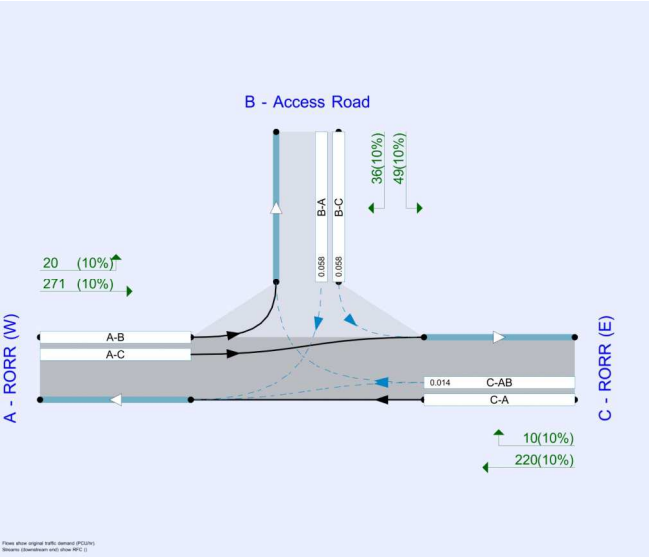 B - Access Road
36(10%)
49(10%)
B-A
B-C
0.058
0.058
20 (10%)
271 (10%)
A - RORR (W)
A-B
A-C
C - RORR (E)
0.014 C-AB
C-A
10(10%)
220(10%)
Flows show original traffic demand (PCU/hr).
Streams (downstream end) show RFC ()